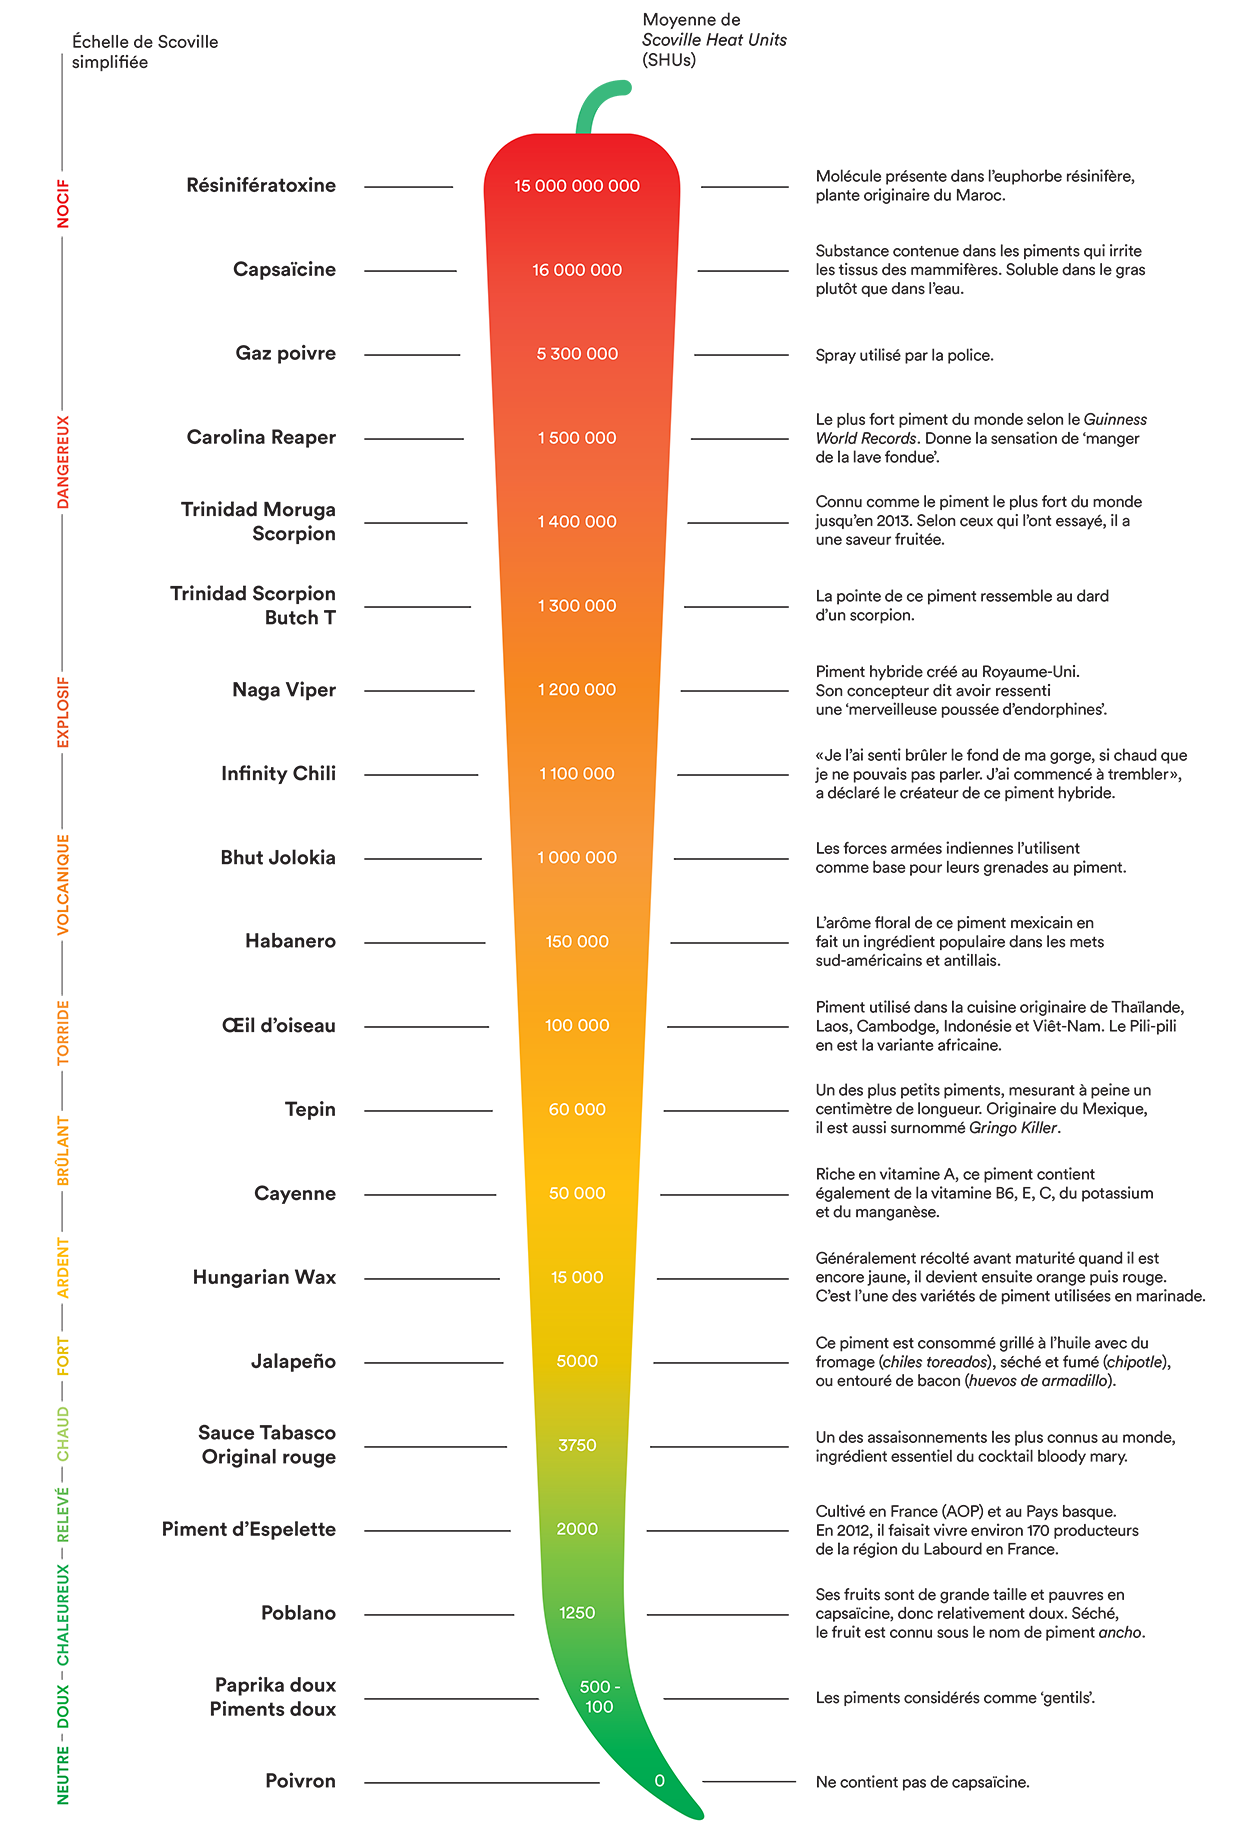 Échelle de Scoville
simplifiée
Moyenne de
Scoville Heat Units
(SHUs)
NOCIF
DANGEREUX
EXPLOSIF
VOLCANIQUE
TORRIDE
BRÛLANT
ARDENT
FORT
CHAUD
RELEVÉ
CHALEUREUX
DOUX
NEUTRE
Résinifératoxine
15 000 000 000
Molécule présente dans l’euphorbe résinifère,
plante originaire du Maroc.
Capsaïcine
16 000 000
Substance contenue dans les piments qui irrite
les tissus des mammifères. Soluble dans le gras
plutôt que dans l’eau.
Gaz poivre
5 300 000
Spray utilisé par la police.
Carolina Reaper
1 500 000
Le plus fort piment du monde selon le Guinness
World Records. Donne la sensation de ‘manger
de la lave fondue’.
Trinidad Moruga
Scorpion
1 400 000
Connu comme le piment le plus fort du monde
jusqu’en 2013. Selon ceux qui l’ont essayé, il a
une saveur fruitée.
Trinidad Scorpion
Butch T
1 300 000
La pointe de ce piment ressemble au dard
d’un scorpion.
Naga Viper
1 200 000
Piment hybride créé au Royaume-Uni.
Son concepteur dit avoir ressenti
une ‘merveilleuse poussée d’endorphines’.
Infinity Chili
1 100 000
«Je l’ai senti brûler le fond de ma gorge, si chaud que
je ne pouvais pas parler. J’ai commencé à trembler»,
a déclaré le créateur de ce piment hybride.
Bhut Jolokia
1 000 000
Les forces armées indiennes l’utilisent
comme base pour leurs grenades au piment.
Habanero
150 000
L’arôme floral de ce piment mexicain en
fait un ingrédient populaire dans les mets
sud-américains et antillais.
Œil d’oiseau
100 000
Piment utilisé dans la cuisine originaire de Thaïlande,
Laos, Cambodge, Indonésie et Viêt-Nam. Le Pili-pili
en est la variante africaine.
Tepin
60 000
Un des plus petits piments, mesurant à peine un
centimètre de longueur. Originaire du Mexique,
il est aussi surnommé Gringo Killer.
Cayenne
50 000
Riche en vitamine A, ce piment contient
également de la vitamine B6, E, C, du potassium
et du manganèse.
Hungarian Wax
15 000
Généralement récolté avant maturité quand il est
encore jaune, il devient ensuite orange puis rouge.
C’est l’une des variétés de piment utilisées en marinade.
Jalapeño
5000
Ce piment est consommé grillé à l’huile avec du
fromage (chiles toreados), séché et fumé (chipotle),
ou entouré de bacon (huevos de armadillo).
Sauce Tabasco
Original rouge
3750
Un des assaisonnements les plus connus au monde,
ingrédient essentiel du cocktail bloody mary.
Piment d’Espelette
2000
Cultivé en France (AOP) et au Pays basque.
En 2012, il faisait vivre environ 170 producteurs
de la région du Labourd en France.
Poblano
1250
Ses fruits sont de grande taille et pauvres en
capsaïcine, donc relativement doux. Séché,
le fruit est connu sous le nom de piment ancho.
Paprika doux
Piments doux
500 -
100
Les piments considérés comme ‘gentils’.
Poivron
0
Ne contient pas de capsaïcine.